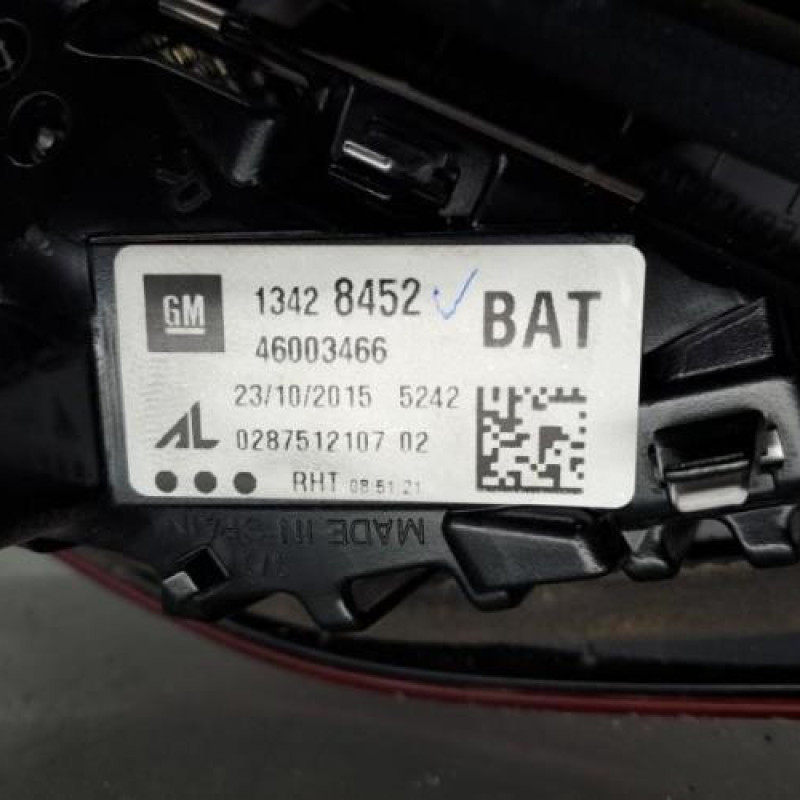 GM 1342 8452 BAT
46003466
23/10/2015 5242
AL 0287512107 02
RHT 08:51:21
MADE IN SPAIN